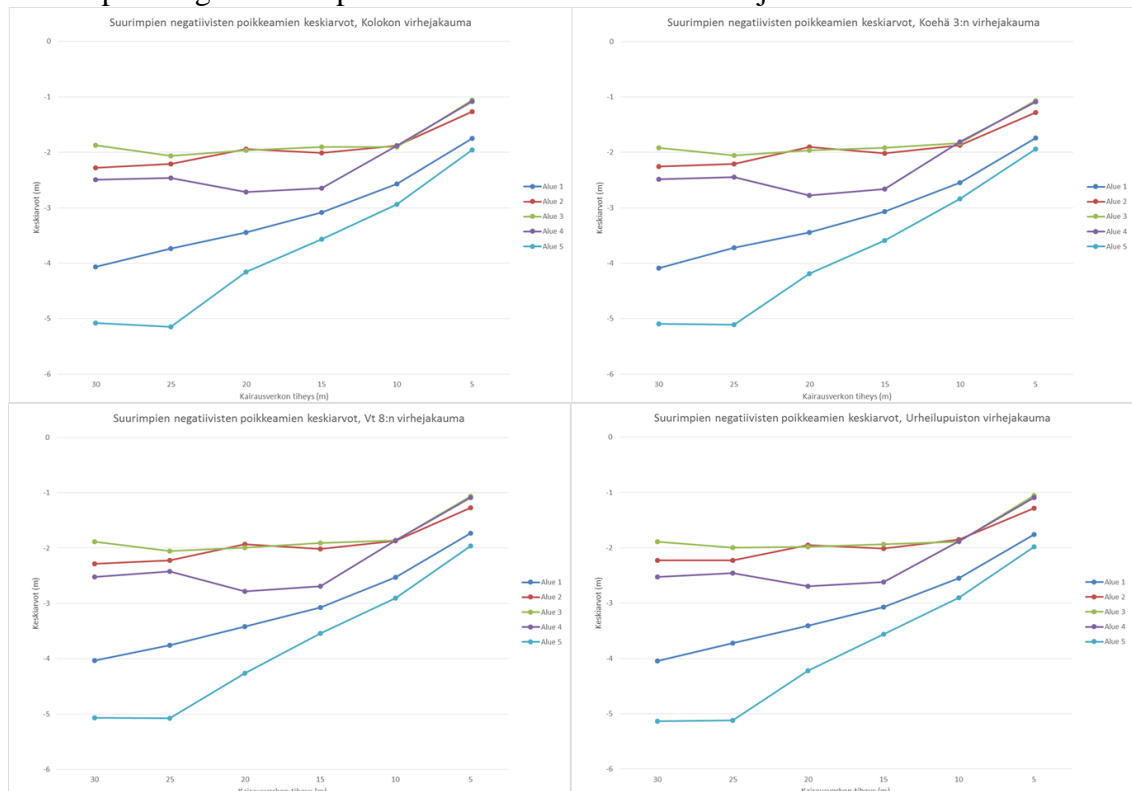 Suurimpien negatiivisten poikkeamien keskiarvot, Kolokon virhejakauma
0
-1
-2
-3
-4
-5
-6
Keskiarvot (m)
30 25 20 15 10 5
Kairausverkon tiheys (m)
Alue 1
Alue 2
Alue 3
Alue 4
Alue 5
Suurimpien negatiivisten poikkeamien keskiarvot, Koehä 3:n virhejakauma
0
-1
-2
-3
-4
-5
-6
Keskiarvot (m)
30 25 20 15 10 5
Kairausverkon tiheys (m)
Alue 1
Alue 2
Alue 3
Alue 4
Alue 5
Suurimpien negatiivisten poikkeamien keskiarvot, Vt 8:n virhejakauma
0
-1
-2
-3
-4
-5
-6
Keskiarvot (m)
30 25 20 15 10 5
Kairausverkon tiheys (m)
Alue 1
Alue 2
Alue 3
Alue 4
Alue 5
Suurimpien negatiivisten poikkeamien keskiarvot, Urheilupuiston virhejakauma
0
-1
-2
-3
-4
-5
-6
Keskiarvot (m)
30 25 20 15 10 5
Kairausverkon tiheys (m)
Alue 1
Alue 2
Alue 3
Alue 4
Alue 5